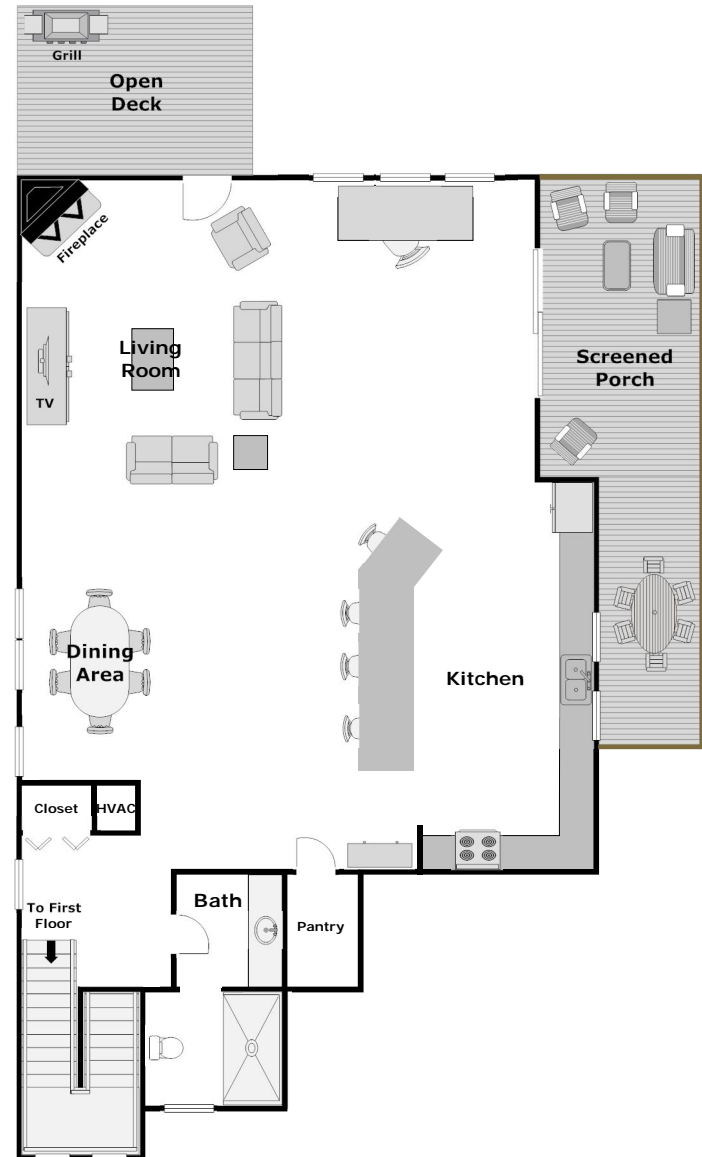 Grill
Open
Deck
Fireplace
Living
Room
TV
Screened
Porch
Dining
Area
Kitchen
Closet
HVAC
To First
Floor
Bath
Pantry